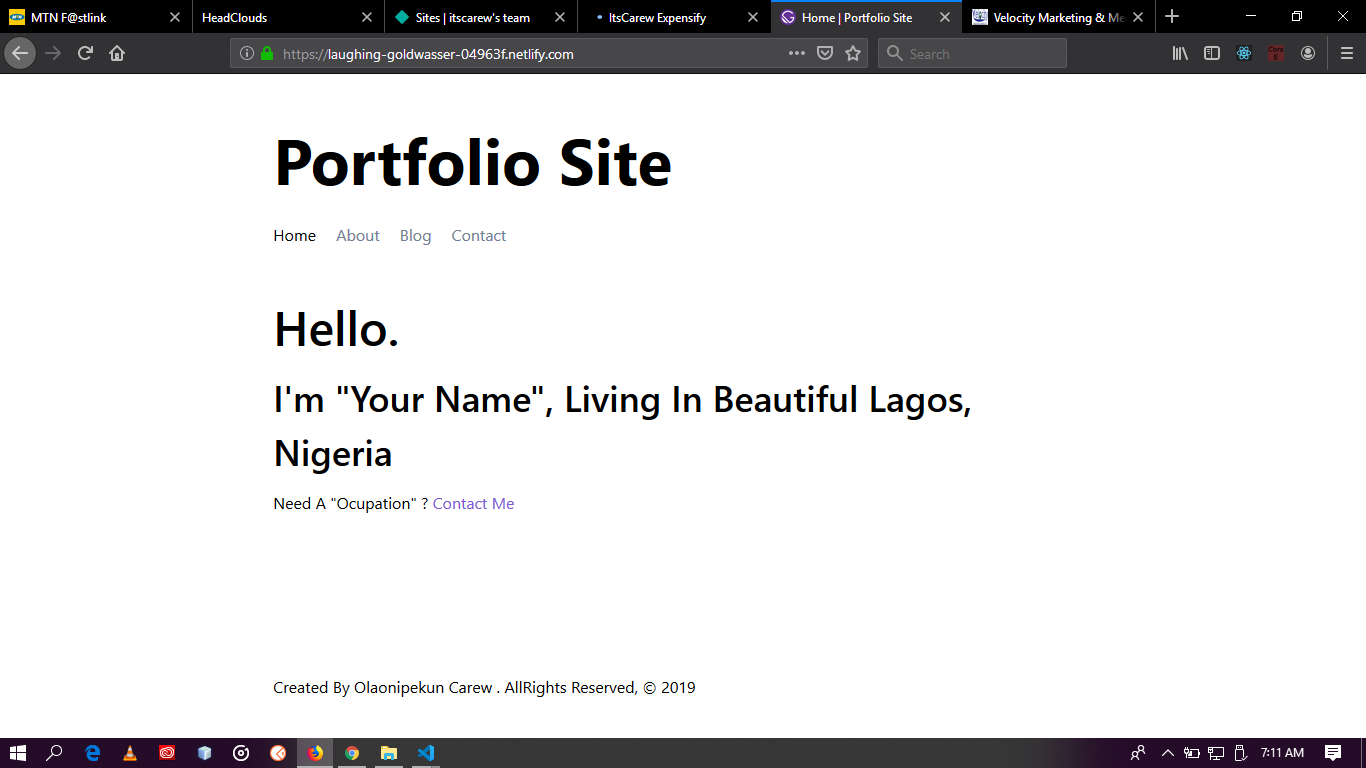 MTN F@stlink
HeadClouds
Sites | itscarew's team
ItsCarew Expensify
Home | Portfolio Site
Velocity Marketing & Me
https://laughing-goldwasser-04963f.netlify.com
Search
Portfolio Site
Home About Blog Contact
Hello.
I'm "Your Name", Living In Beautiful Lagos,
Nigeria
Need A "Ocupation" ? Contact Me
Created By Olaonipekun Carew . AllRights Reserved, © 2019
7:11 AM